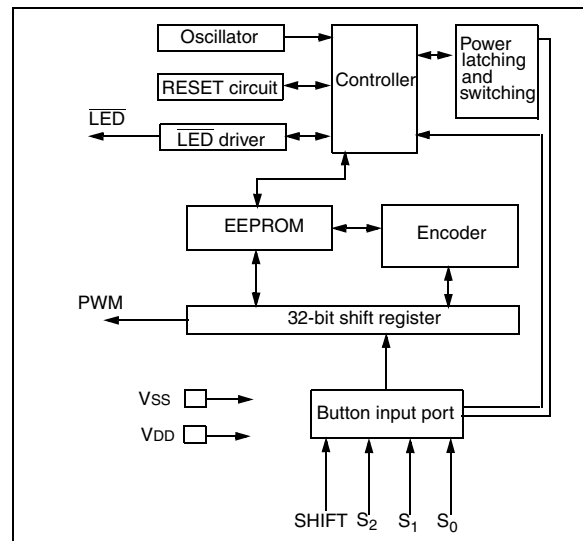 Oscillator
RESET circuit
LED
LED driver
Controller
Power
latching
and
switching
EEPROM
Encoder
PWM
32-bit shift register
VSS
VDD
Button input port
SHIFT S2 S1 S0